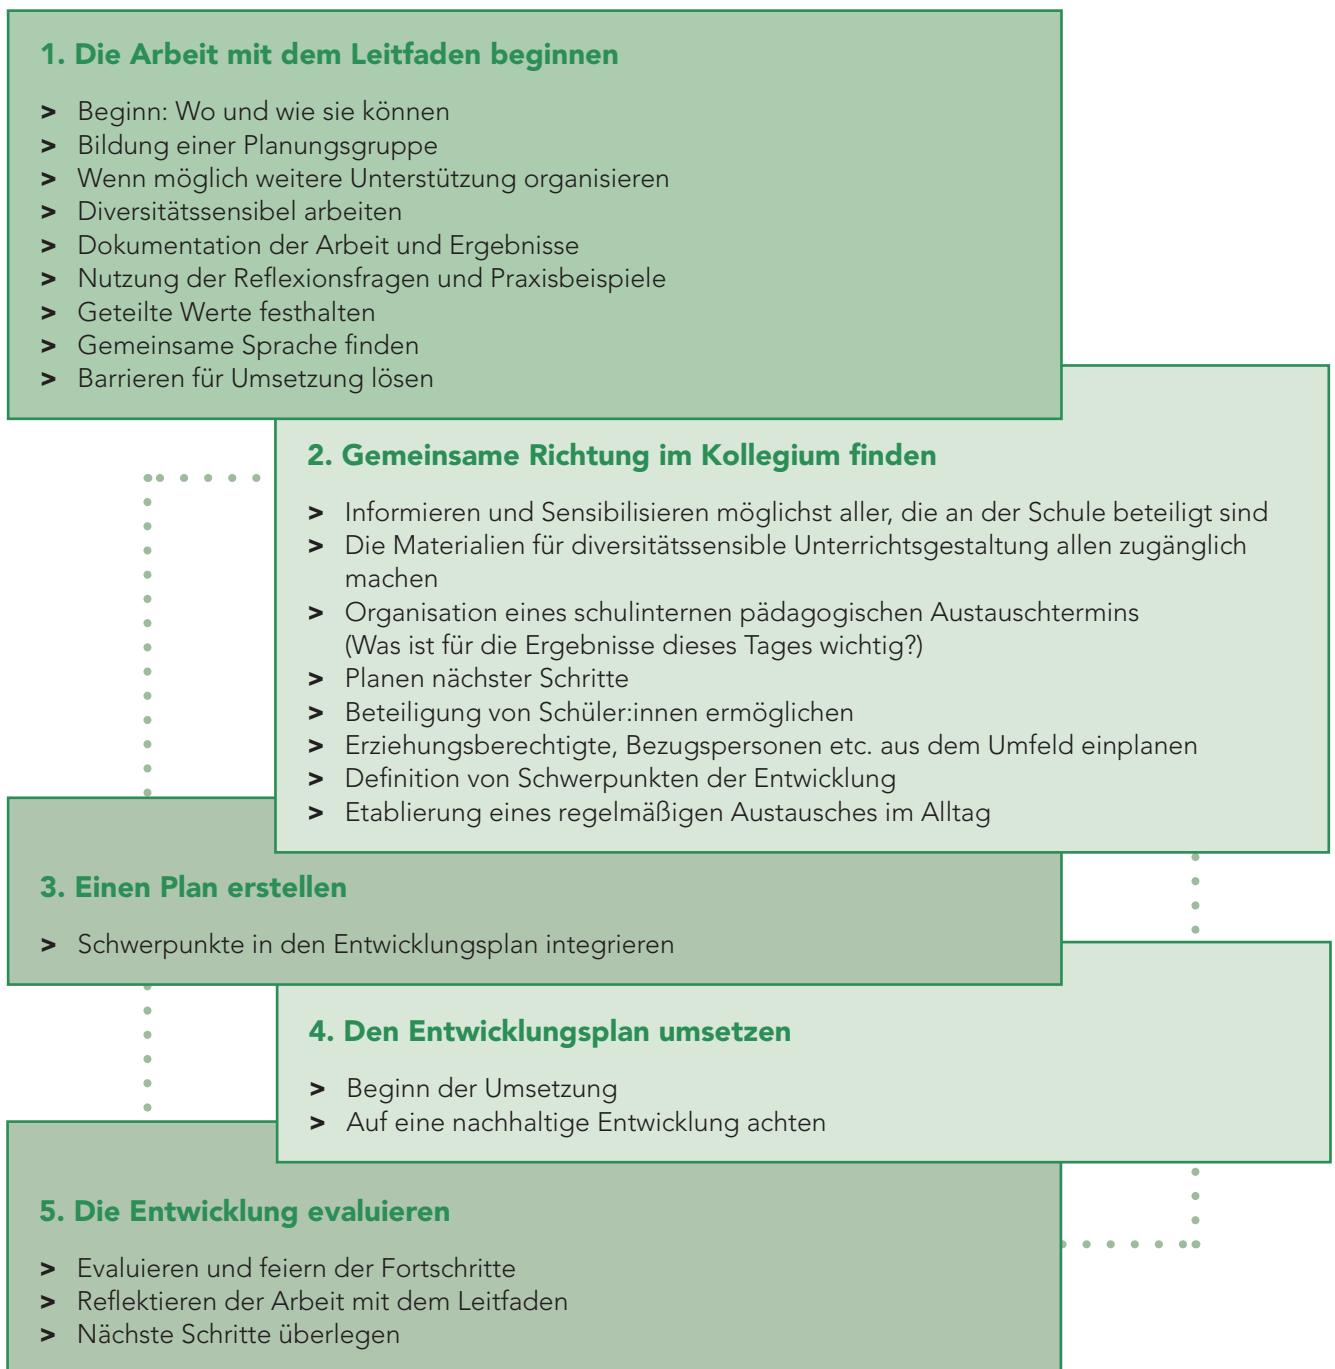 1. Die Arbeit mit dem Leitfaden beginnen
> Beginn: Wo und wie sie können
> Bildung einer Planungsgruppe
> Wenn möglich weitere Unterstützung organisieren
> Diversitätssensibel arbeiten
> Dokumentation der Arbeit und Ergebnisse
> Nutzung der Reflexionsfragen und Praxisbeispiele
> Geteilte Werte festhalten
> Gemeinsame Sprache finden
> Barrieren für Umsetzung lösen
2. Gemeinsame Richtung im Kollegium finden
> Informieren und Sensibilisieren möglichst aller, die an der Schule beteiligt sind
> Die Materialien für diversitätssensible Unterrichtsgestaltung allen zugänglich
machen
> Organisation eines schulinternen pädagogischen Austauschtermins
(Was ist für die Ergebnisse dieses Tages wichtig?)
> Planen nächster Schritte
> Beteiligung von Schüler:innen ermöglichen
> Erziehungsberechtigte, Bezugspersonen etc. aus dem Umfeld einplanen
> Definition von Schwerpunkten der Entwicklung
> Etablierung eines regelmäßigen Austausches im Alltag
3. Einen Plan erstellen
> Schwerpunkte in den Entwicklungsplan integrieren
4. Den Entwicklungsplan umsetzen
> Beginn der Umsetzung
> Auf eine nachhaltige Entwicklung achten
5. Die Entwicklung evaluieren
> Evaluieren und feiern der Fortschritte
> Reflektieren der Arbeit mit dem Leitfaden
> Nächste Schritte überlegen